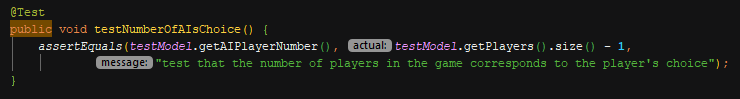 @Test
public void testNumberOfAIsChoice() {
assertEquals(testModel.getAIPlayerNumber(), actual: testModel.getPlayers().size() - 1,
message: "test that the number of players in the game corresponds to the player's choice");
}